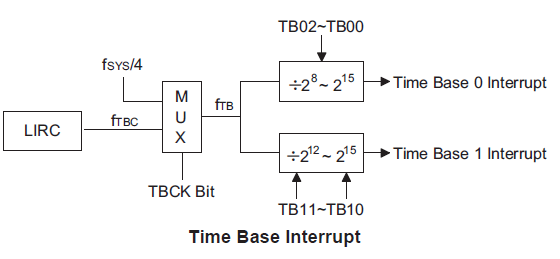 TB02~TB00
fSYS/4
MUX
fTB
÷2^8 ~ 2^15
Time Base 0 Interrupt
LIRC
fTBC
÷2^12 ~ 2^15
Time Base 1 Interrupt
TBCK Bit
TB11~TB10
Time Base Interrupt